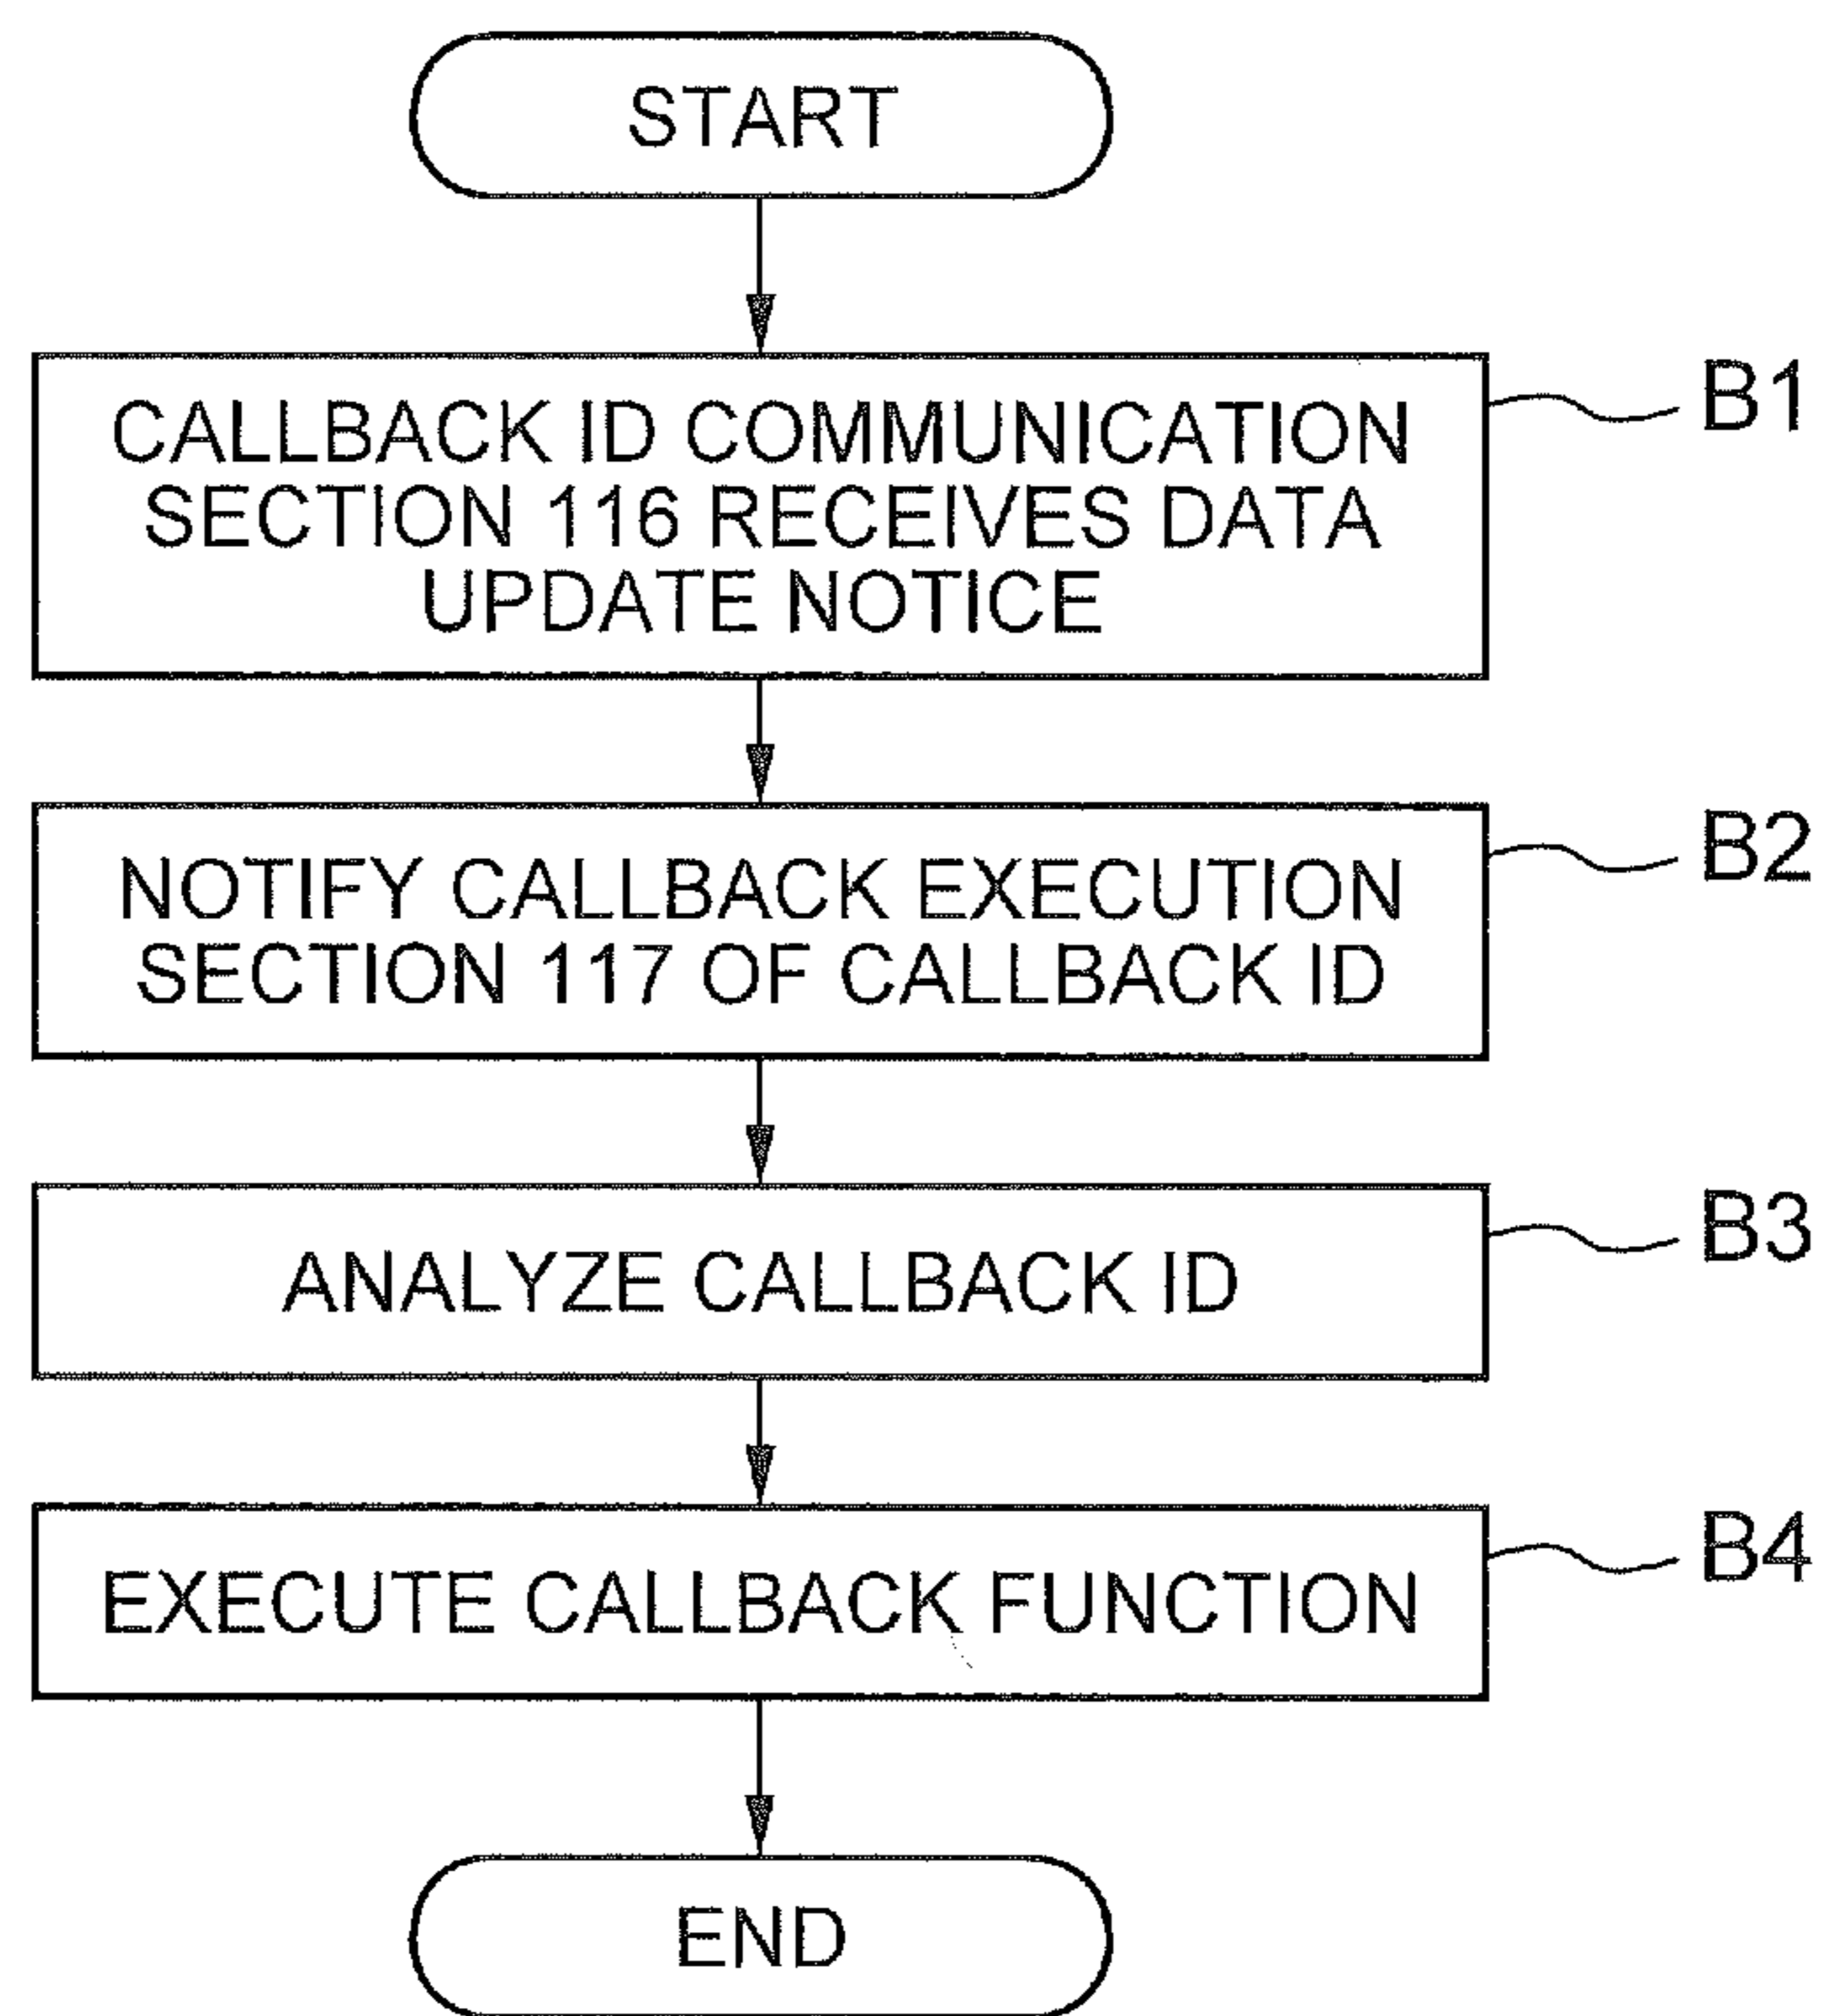 START
CALLBACK ID COMMUNICATION
SECTION 116 RECEIVES DATA
UPDATE NOTICE
B1
NOTIFY CALLBACK EXECUTION
SECTION 117 OF CALLBACK ID
B2
ANALYZE CALLBACK ID
B3
EXECUTE CALLBACK FUNCTION
B4
END